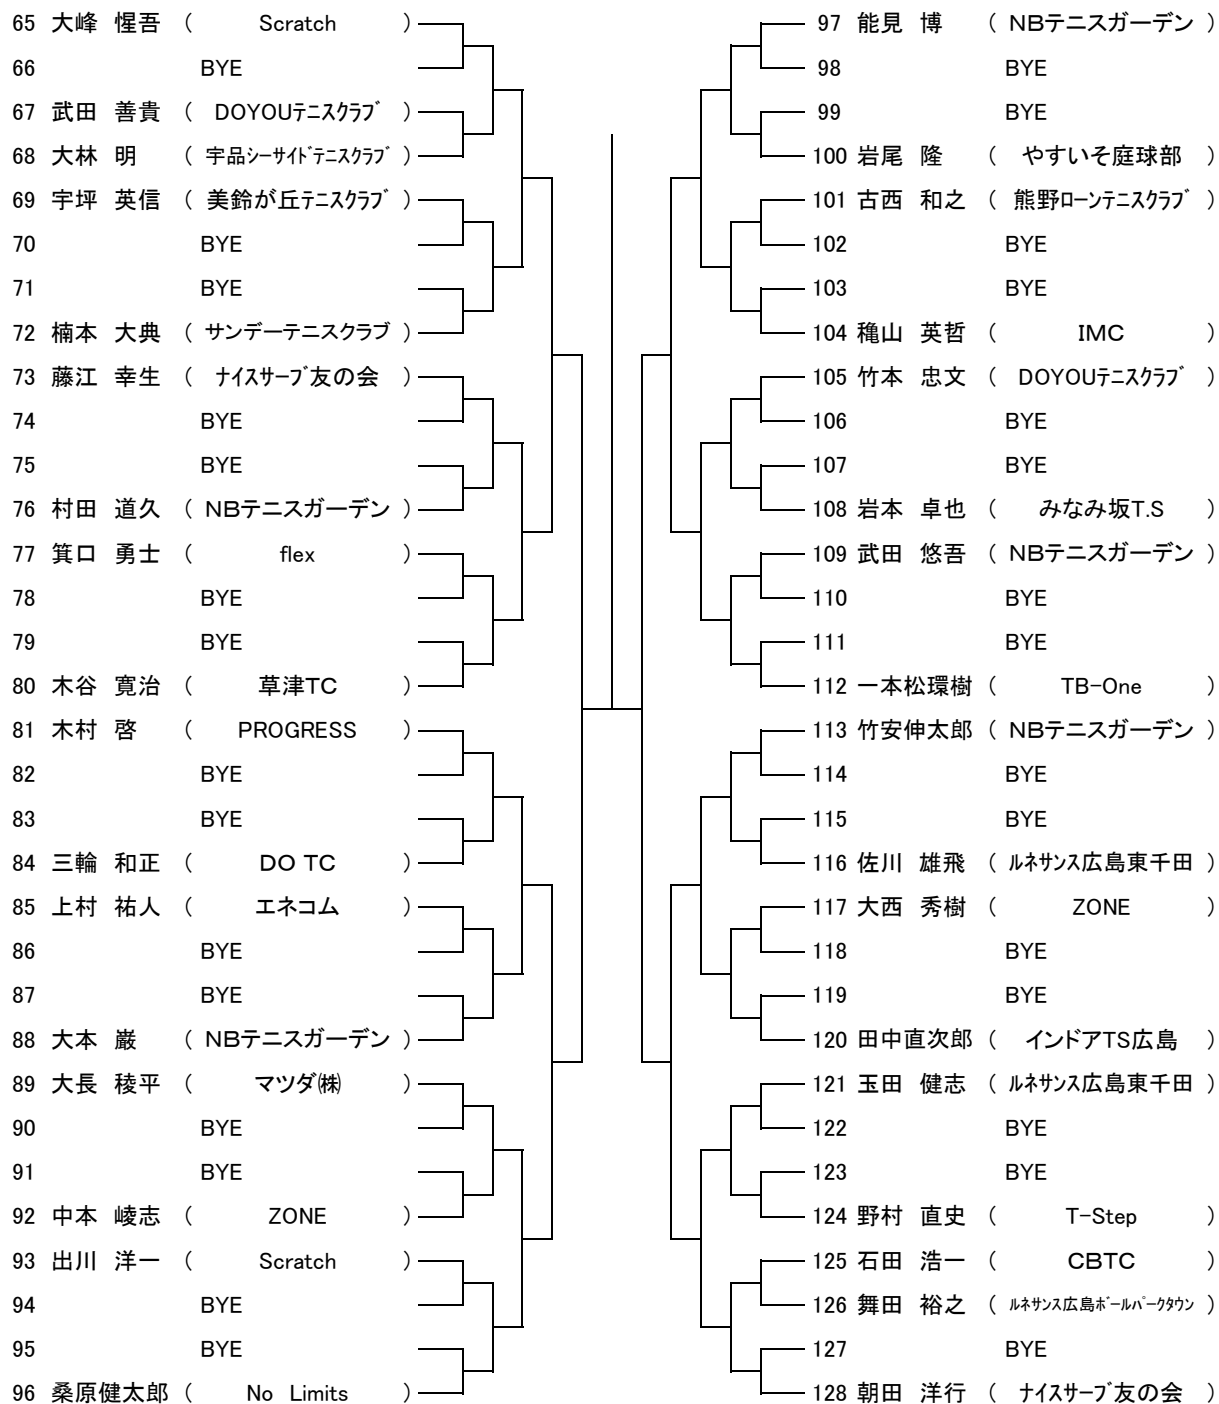 65 大峰 惺吾 ( Scratch )
66 BYE
67 武田 善貴 ( DOYOUﾃﾆｽｸﾗﾌﾞ )
68 大林 明 ( 宇品ｼｰｻｲﾄﾞﾃﾆｽｸﾗﾌﾞ )
69 宇坪 英信 ( 美鈴が丘ﾃﾆｽｸﾗﾌﾞ )
70 BYE
71 BYE
72 楠本 大典 ( サンデーテニスクラブ )
73 藤江 幸生 ( ﾅｲｽｻｰﾌﾞ友の会 )
74 BYE
75 BYE
76 村田 道久 ( NBテニスガーデン )
77 箕口 勇士 ( flex )
78 BYE
79 BYE
80 木谷 寛治 ( 草津TC )
81 木村 啓 ( PROGRESS )
82 BYE
83 BYE
84 三輪 和正 ( DO TC )
85 上村 祐人 ( エネコム )
86 BYE
87 BYE
88 大本 巌 ( NBテニスガーデン )
89 大長 稜平 ( マツダ㈱ )
90 BYE
91 BYE
92 中本 崚志 ( ZONE )
93 出川 洋一 ( Scratch )
94 BYE
95 BYE
96 桑原健太郎 ( No Limits )
97 能見 博 ( NBテニスガーデン )
98 BYE
99 BYE
100 岩尾 隆 ( やすいそ庭球部 )
101 古西 和之 ( 熊野ﾛｰﾝﾃﾆｽｸﾗﾌﾞ )
102 BYE
103 BYE
104 穐山 英哲 ( IMC )
105 竹本 忠文 ( DOYOUﾃﾆｽｸﾗﾌﾞ )
106 BYE
107 BYE
108 岩本 卓也 ( みなみ坂T.S )
109 武田 悠吾 ( NBテニスガーデン )
110 BYE
111 BYE
112 一本松環樹 ( TB-One )
113 竹安伸太郎 ( NBテニスガーデン )
114 BYE
115 BYE
116 佐川 雄飛 ( ﾙﾈｻﾝｽ広島東千田 )
117 大西 秀樹 ( ZONE )
118 BYE
119 BYE
120 田中直次郎 ( インドアTS広島 )
121 玉田 健志 ( ﾙﾈｻﾝｽ広島東千田 )
122 BYE
123 BYE
124 野村 直史 ( T-Step )
125 石田 浩一 ( CBTC )
126 舞田 裕之 ( ﾙﾈｻﾝｽ広島ﾎﾞｰﾙﾊﾟｰｸﾀｳﾝ )
127 BYE
128 朝田 洋行 ( ﾅｲｽｻｰﾌﾞ友の会 )